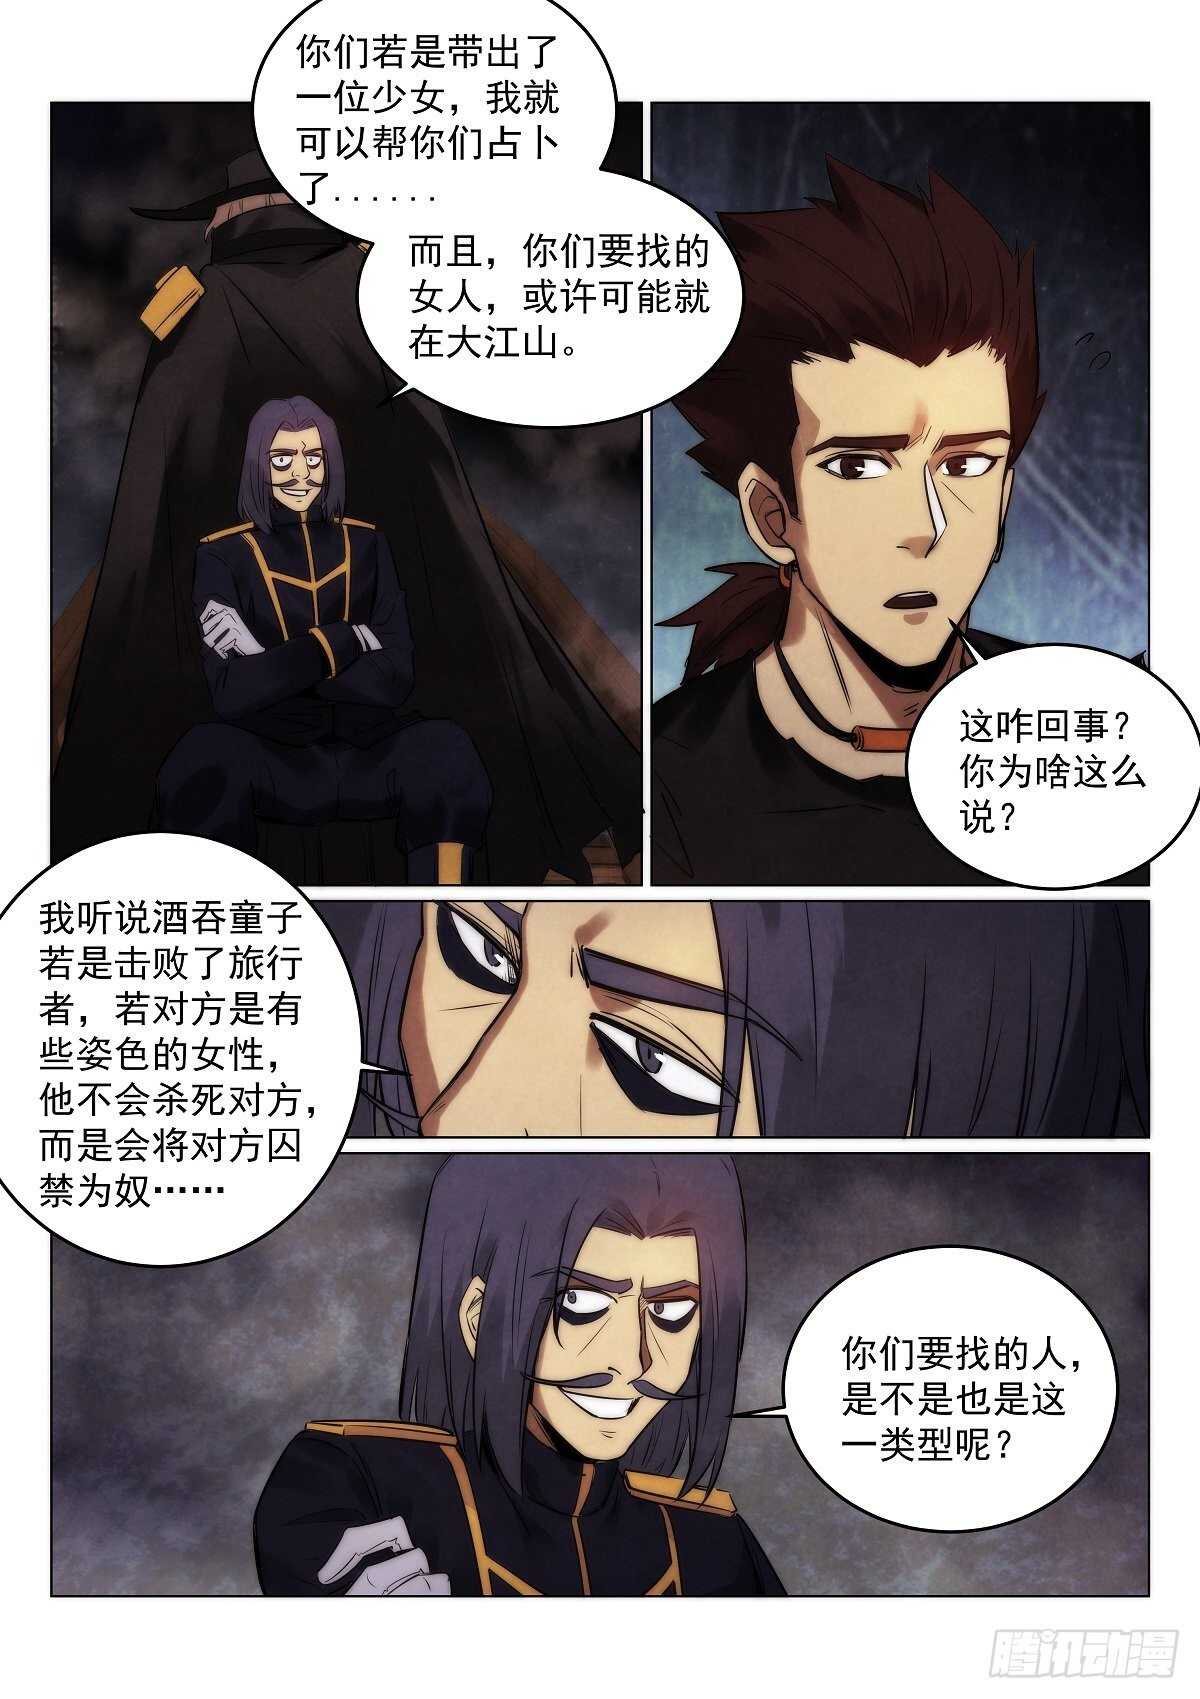 你们若是带出了
一位少女，我就
可以帮你们占卜
了......
而且，你们要找的
女人，或许可能就
在大江山。
这咋回事？
你为啥这么
说？
我听说酒吞童子
若是击败了旅行
者，若对方是有
些姿色的女性，
他不会杀死对方，
而是会将对方囚
禁为奴……
你们要找的人，
是不是也是这
一类型呢？
腾讯动漫